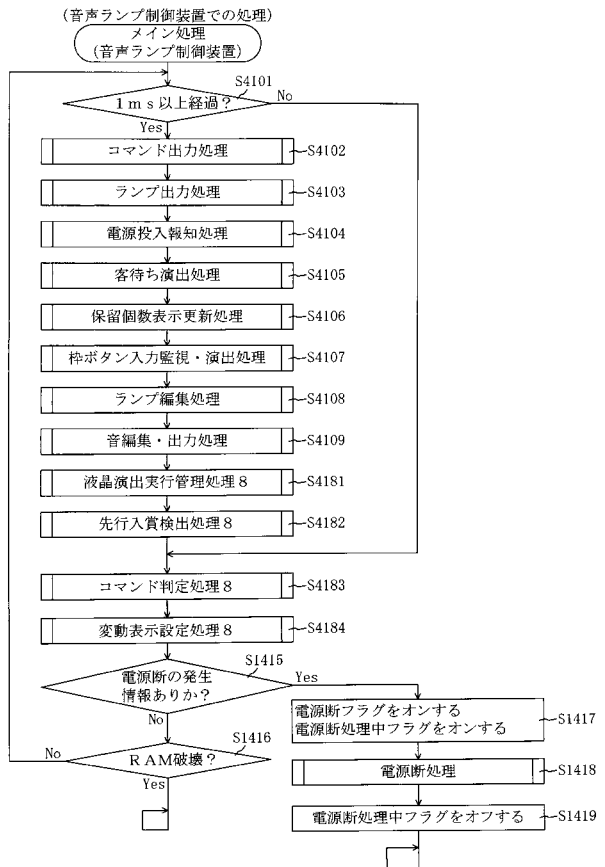 (音声ランプ制御装置での処理)
メイン処理
(音声ランプ制御装置)
S4101
1ms以上経過?
No
Yes
コマンド出力処理
S4102
ランプ出力処理
S4103
電源投入報知処理
S4104
客待ち演出処理
S4105
保留個数表示更新処理
S4106
枠ボタン入力監視・演出処理
S4107
ランプ編集処理
S4108
音編集・出力処理
S4109
液晶演出実行管理処理8
S4181
先行入賞検出処理8
S4182
コマンド判定処理8
S4183
変動表示設定処理8
S4184
S1415
電源断の発生
情報ありか?
Yes
No
電源断フラグをオンする
電源断処理中フラグをオンする
S1417
S1416
RAM破壊?
No
Yes
電源断処理
S1418
電源断処理中フラグをオフする
S1419